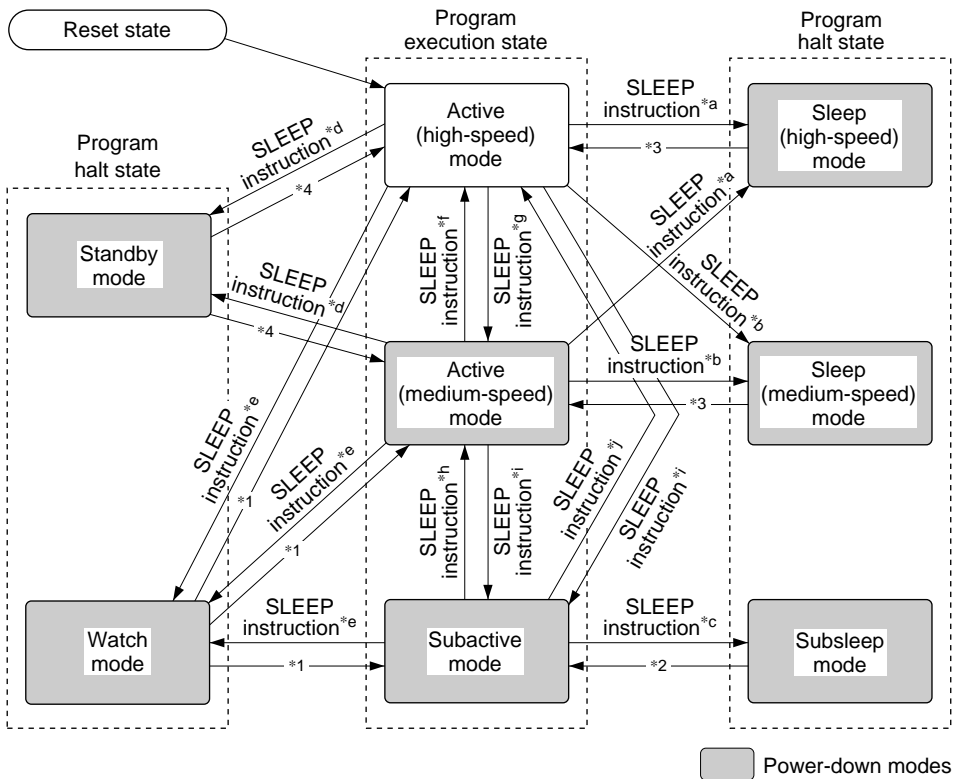 Reset state
Program
execution state
Program
halt state
Program
halt state
Active
(high-speed)
mode
SLEEP
instruction*a
*3
Sleep
(high-speed)
mode
SLEEP
instruction*d
*4
Standby
mode
SLEEP
instruction*d
*4
SLEEP
instruction*f
SLEEP
instruction*g
SLEEP
instruction*a
SLEEP
instruction*b
Active
(medium-speed)
mode
SLEEP
instruction*b
*3
Sleep
(medium-speed)
mode
SLEEP
instruction*e
*1
SLEEP
instruction*e
*1
SLEEP
instruction*h
SLEEP
instruction*i
SLEEP
instruction*j
SLEEP
instruction*i
Watch
mode
SLEEP
instruction*e
*1
Subactive
mode
SLEEP
instruction*c
*2
Subsleep
mode
Power-down modes